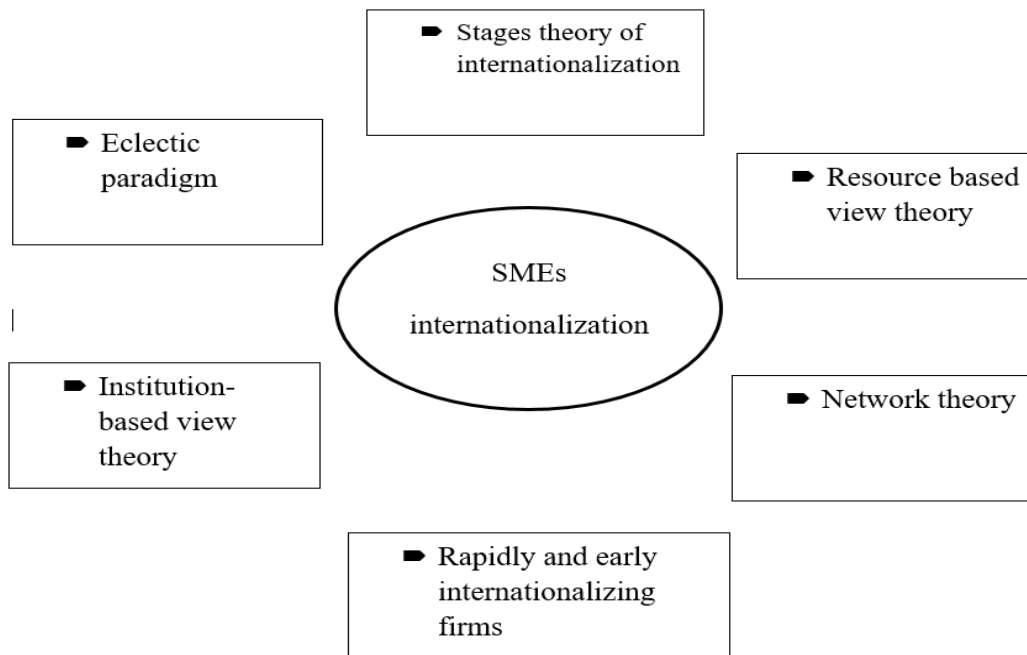 Stages theory of
internationalization
Eclectic
paradigm
Resource based
view theory
SMEs
internationalization
Institution-
based view
theory
Network theory
Rapidly and early
internationalizing
firms